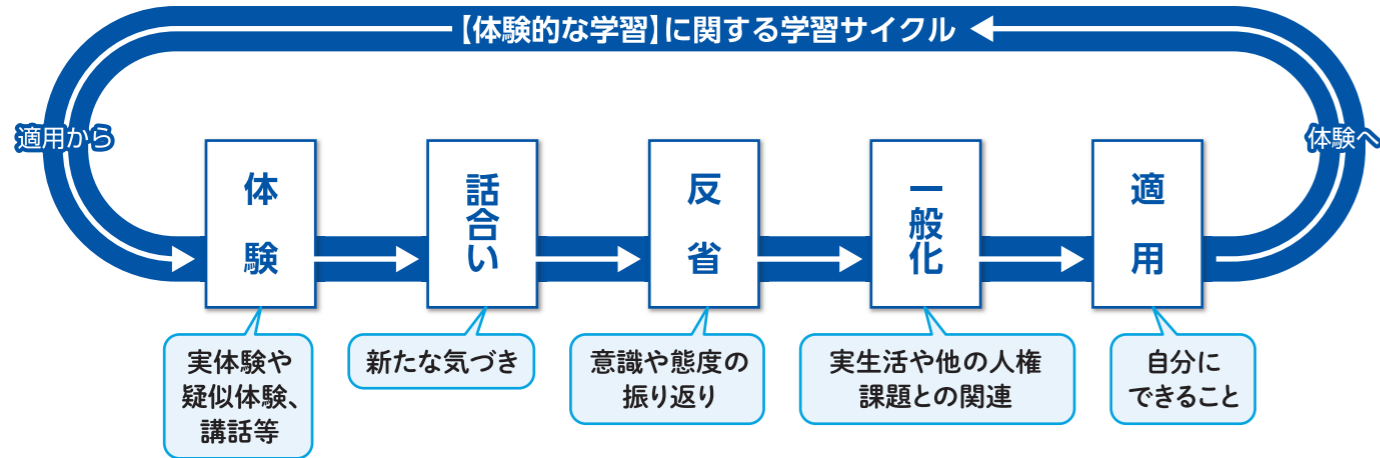 【体験的な学習】に関する学習サイクル
適用から
体験へ
体験
話合い
反省
一般化
適用
実体験や
疑似体験、
講話等
新たな気づき
意識や態度の
振り返り
実生活や他の人権
課題との関連
自分に
できること